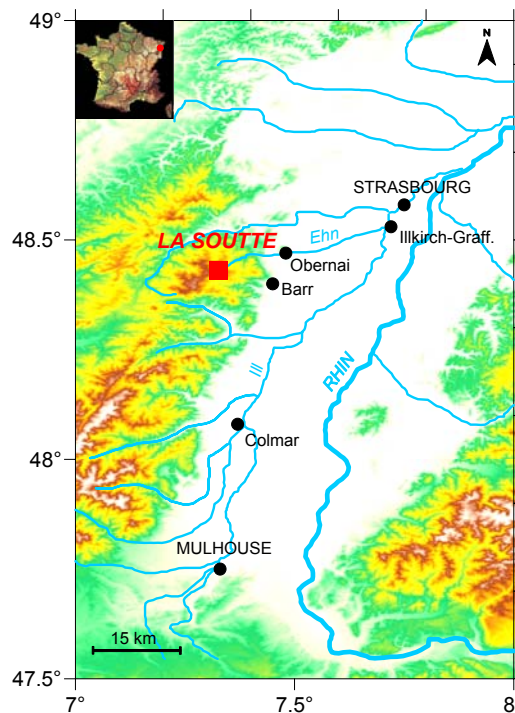 49°
N
STRASBOURG
LA SOUTTE
Ehn
Illkirch-Graff.
48.5°
Obernai
Barr
Ill
RHIN
Colmar
48°
MULHOUSE
15 km
47.5°
7°
7.5°
8